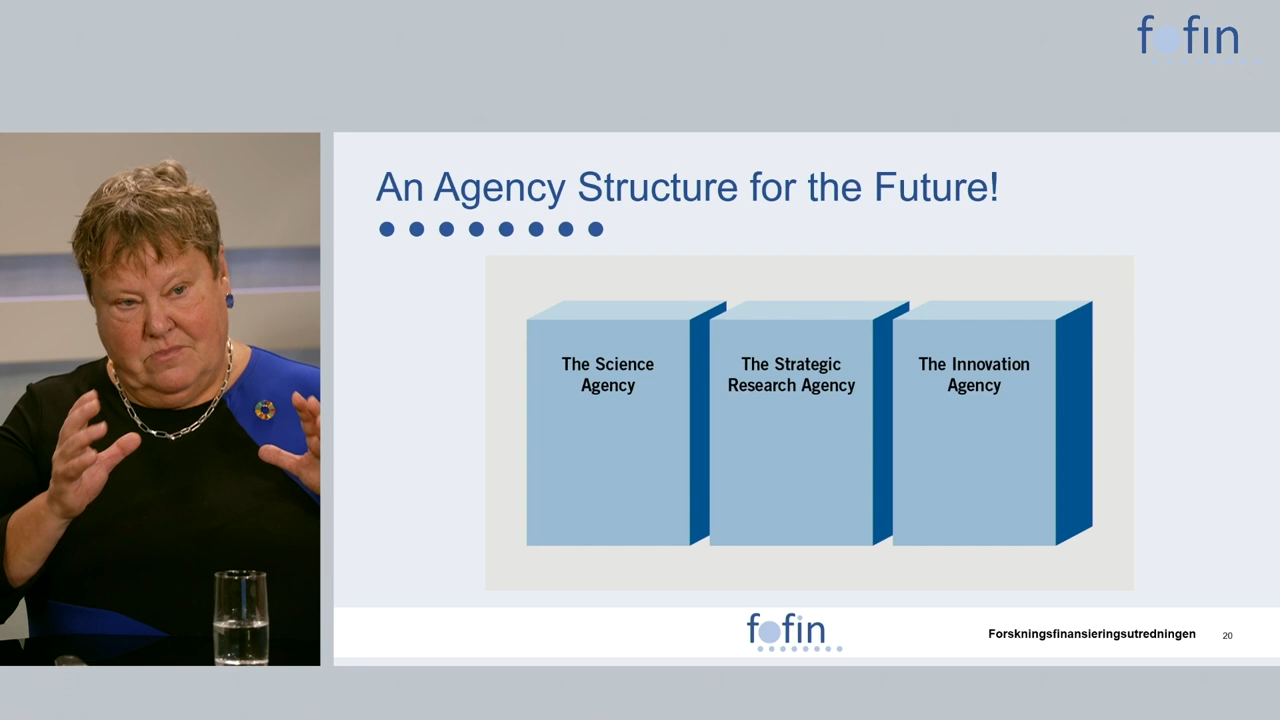 fofin
An Agency Structure for the Future!
The Science
Agency
The Strategic
Research Agency
The Innovation
Agency
fofin
Forskningsfinansieringsutredningen
20